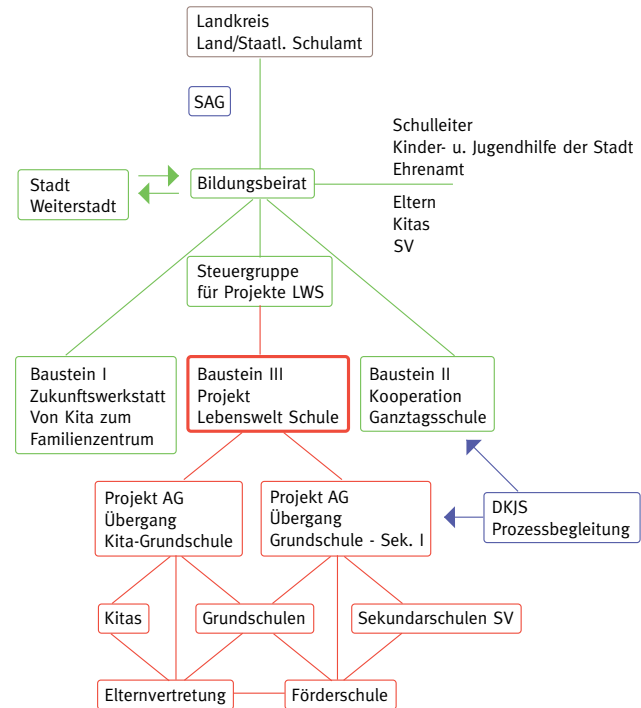 Landkreis
Land/Staatl. Schulamt
SAG
Schulleiter
Kinder- u. Jugendhilfe der Stadt
Ehrenamt
Stadt
Weiterstadt
Bildungsbeirat
Eltern
Kitas
SV
Steuergruppe
für Projekte LWS
Baustein I
Zukunftswerkstatt
Von Kita zum
Familienzentrum
Baustein III
Projekt
Lebenswelt Schule
Baustein II
Kooperation
Ganztagsschule
Projekt AG
Übergang
Kita-Grundschule
Projekt AG
Übergang
Grundschule - Sek. I
DKJS
Prozessbegleitung
Kitas
Grundschulen
Sekundarschulen SV
Elternvertretung
Förderschule